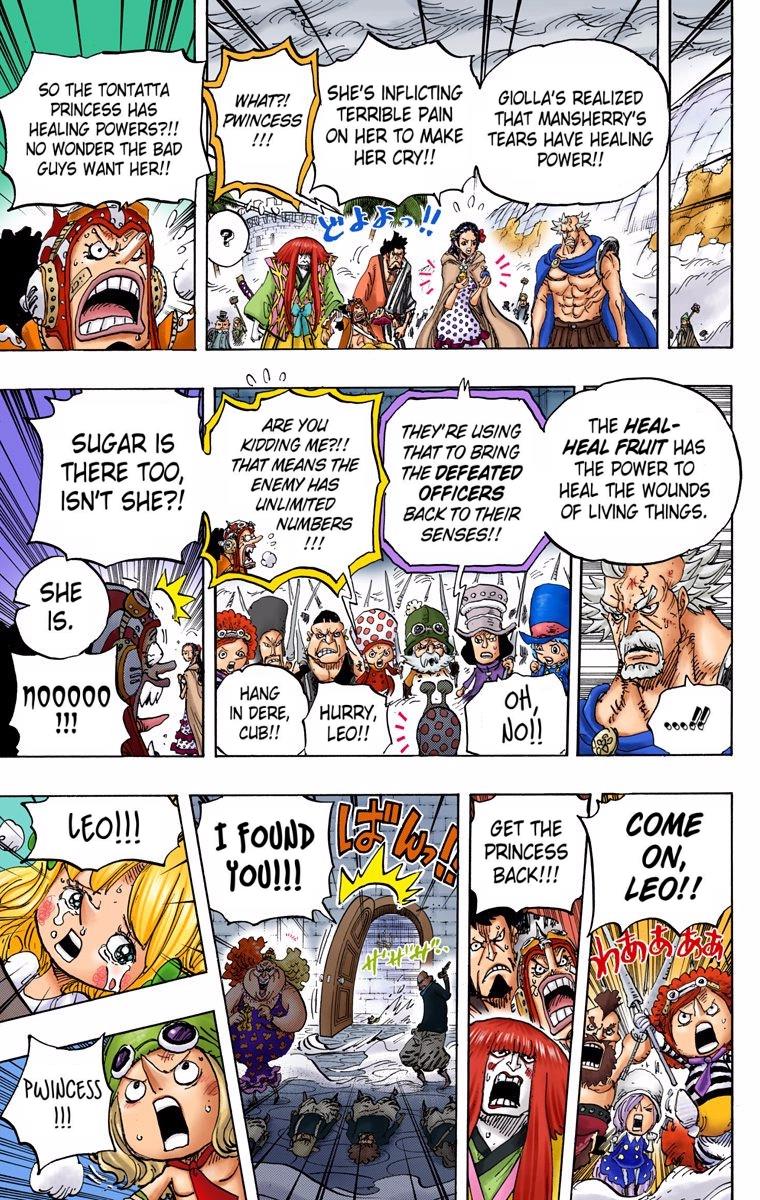 GIOLLA'S REALIZED
THAT MANSHERRY'S
TEARS HAVE HEALING
POWER!!
SHE'S INFLICTING
TERRIBLE PAIN
ON HER TO MAKE
HER CRY!!
WHAT?!
PWINCESS
!!!
?
どよよっ!!
SO THE TONTATTA
PRINCESS HAS
HEALING POWERS?!!
NO WONDER THE BAD
GUYS WANT HER!!
THE HEAL-
HEAL FRUIT HAS
THE POWER TO
HEAL THE WOUNDS
OF LIVING THINGS.
.....!!
THEY'RE USING
THAT TO BRING
THE DEFEATED
OFFICERS
BACK TO THEIR
SENSES!!
ARE YOU
KIDDING ME?!!
THAT MEANS THE
ENEMY HAS
UNLIMITED
NUMBERS
!!!
OH,
NO!!
HURRY,
LEO!!
HANG
IN DERE,
CUB!!
SUGAR IS
THERE TOO,
ISN'T SHE?!
SHE
IS.
NOOOOO
!!!
COME
ON,
LEO!!
わああああ
GET THE
PRINCESS
BACK!!!
ばんっ!!
I FOUND
YOU!!!
ザザザザ..
LEO!!!
PWINCESS
!!!